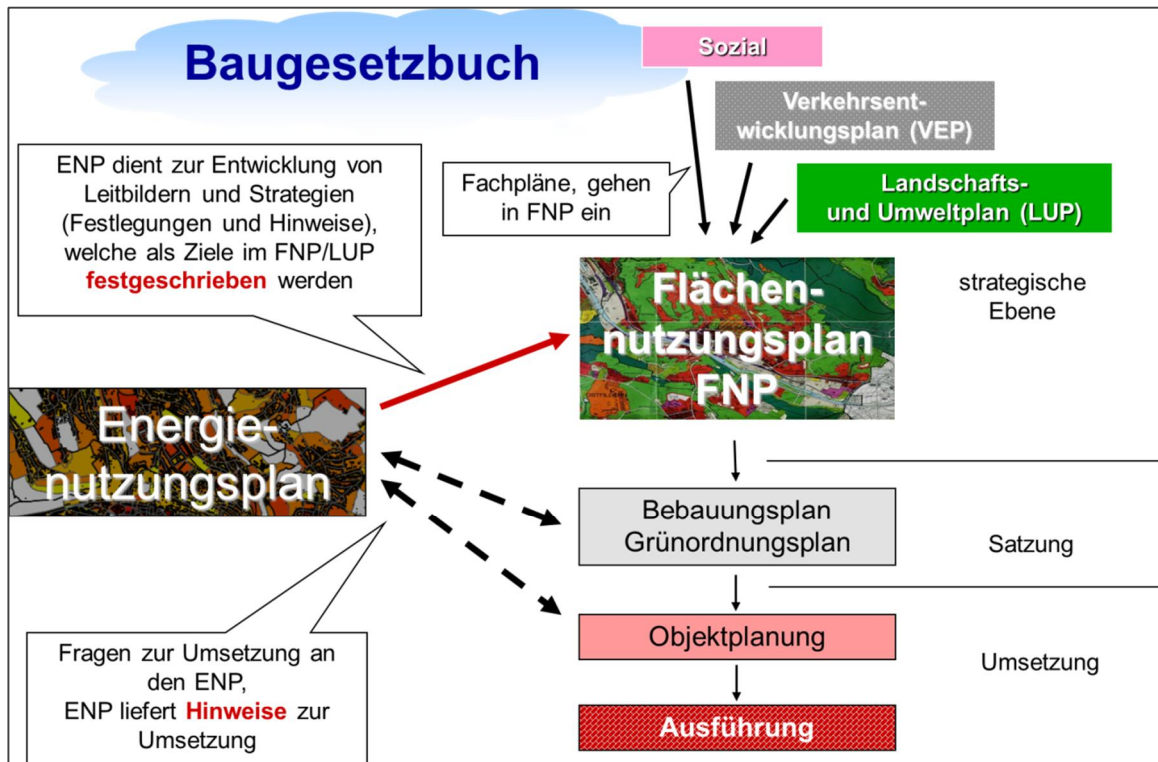 Baugesetzbuch
Sozial
Verkehrsent-
wicklungsplan (VEP)
Landschafts-
und Umweltplan (LUP)
ENP dient zur Entwicklung von
Leitbildern und Strategien
(Festlegungen und Hinweise),
welche als Ziele im FNP/LUP
festgeschrieben werden
Fachpläne, gehen
in FNP ein
Flächen-
nutzungsplan
FNP
strategische
Ebene
Energie-
nutzungsplan
Bebauungsplan
Grünordnungsplan
Satzung
Objektplanung
Umsetzung
Fragen zur Umsetzung an
den ENP,
ENP liefert Hinweise zur
Umsetzung
Ausführung